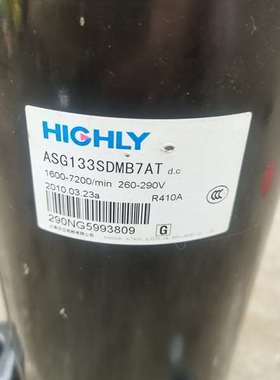 HIGHLY
ASG133SDMB7AT d.c
1600-7200/min 260-290V
2010.03.23a R410A
290NG5993809 G